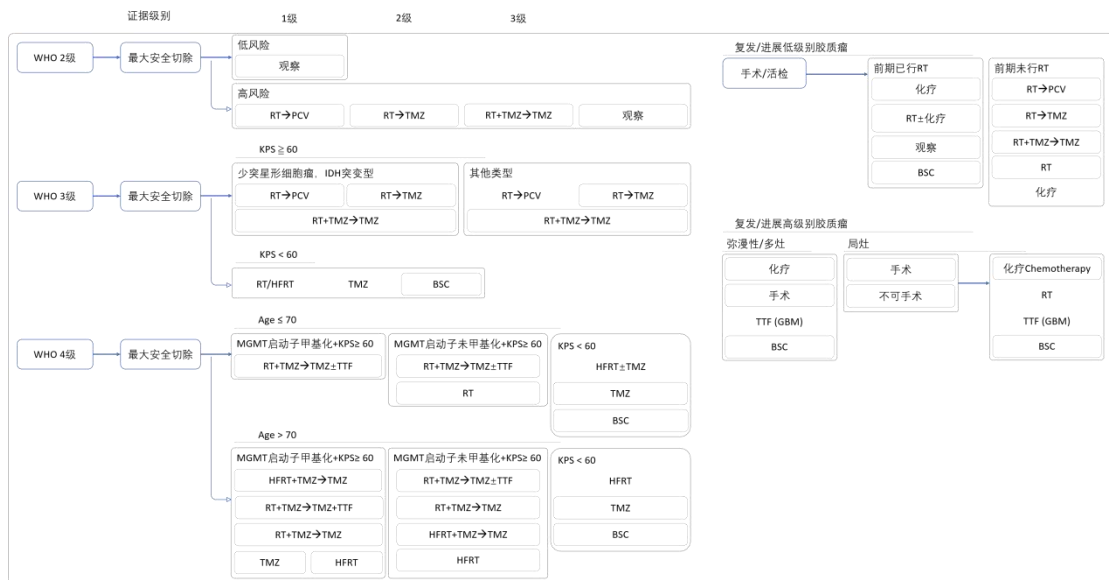 证据级别 1级 2级 3级
WHO 2级
最大安全切除
低风险
观察
高风险
RT→PCV RT→TMZ RT+TMZ→TMZ 观察
WHO 3级
最大安全切除
KPS ≧ 60
少突星形细胞瘤，IDH突变型
RT→PCV RT→TMZ
RT+TMZ→TMZ
其他类型
RT→PCV RT→TMZ
RT+TMZ→TMZ
KPS < 60
RT/HFRT TMZ BSC
WHO 4级
最大安全切除
Age ≤ 70
MGMT启动子甲基化+KPS≥ 60
RT+TMZ→TMZ±TTF
MGMT启动子未甲基化+KPS≥ 60
RT+TMZ→TMZ±TTF
RT
KPS < 60
HFRT±TMZ
TMZ
BSC
Age > 70
MGMT启动子甲基化+KPS≥ 60
HFRT+TMZ→TMZ
RT+TMZ→TMZ+TTF
RT+TMZ→TMZ
TMZ HFRT
MGMT启动子未甲基化+KPS≥ 60
RT+TMZ→TMZ±TTF
RT+TMZ→TMZ
HFRT+TMZ→TMZ
HFRT
KPS < 60
HFRT
TMZ
BSC
复发/进展低级别胶质瘤
手术/活检
前期已行RT
化疗
RT±化疗
观察
BSC
前期未行RT
RT→PCV
RT→TMZ
RT+TMZ→TMZ
RT
化疗
复发/进展高级别胶质瘤
弥漫性/多灶
化疗
手术
TTF (GBM)
BSC
局灶
手术
不可手术
化疗Chemotherapy
RT
TTF (GBM)
BSC